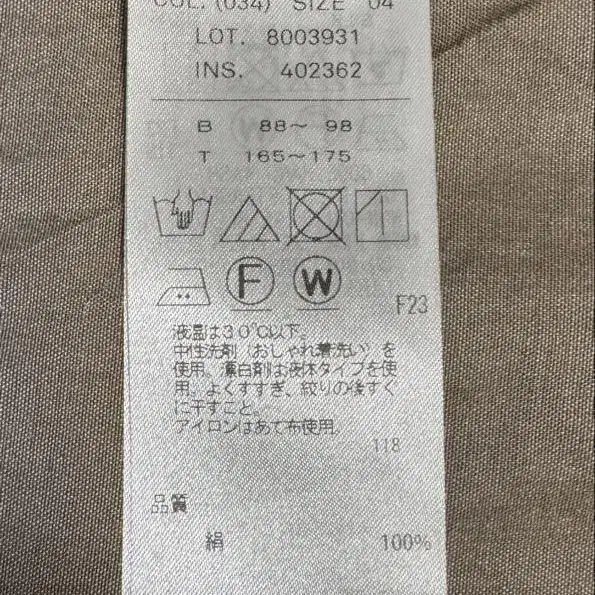 COL. (034) SIZE 04
LOT. 8003931
INS. 402362
B 88～ 98
T 165～175
F W
F23
液温は30℃以下。
中性洗剤（おしゃれ着洗い）を
使用。漂白剤は液体タイプを使
用。よくすすぎ、絞りの後すぐ
に干すこと。
アイロンはあて布使用。
118
品質
絹 100%